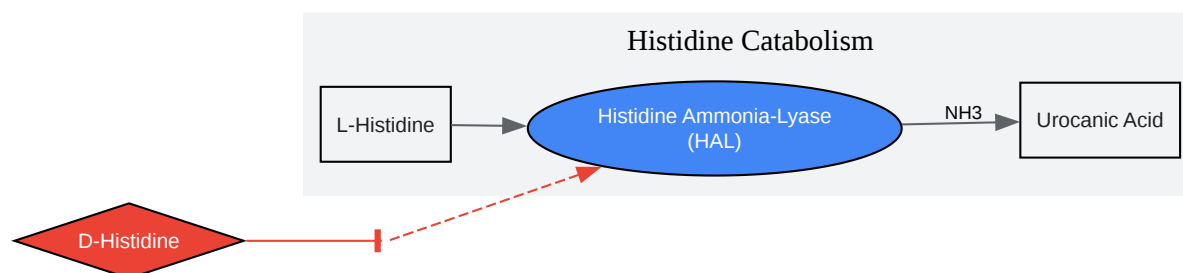 Histidine Catabolism
L-Histidine
Histidine Ammonia-Lyase
(HAL)
NH3
Urocanic Acid
D-Histidine